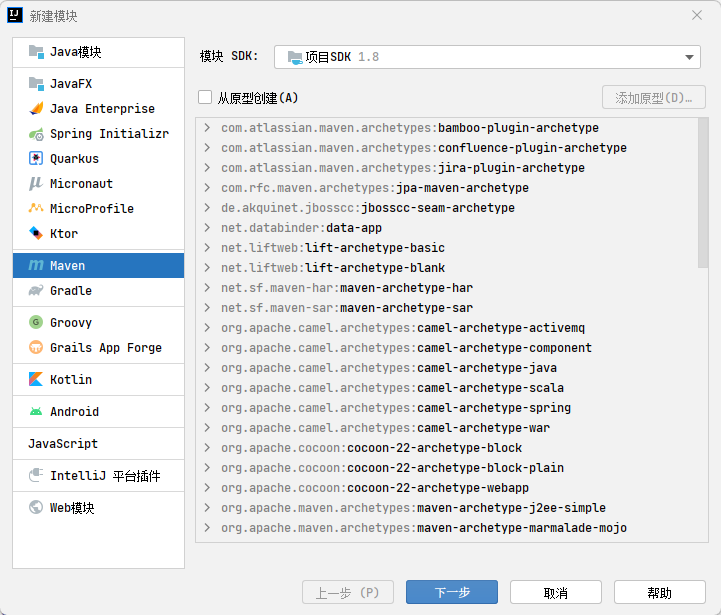 新建模块
Java模块
JavaFX
Java Enterprise
Spring Initializr
Quarkus
Micronaut
MicroProfile
Ktor
Maven
Gradle
Groovy
Grails App Forge
Kotlin
Android
JavaScript
IntelliJ 平台插件
Web模块
模块 SDK: 项目SDK 1.8
从原型创建(A) 添加原型(D)…
com.atlassian.maven.archetypes:bamboo-plugin-archetype
com.atlassian.maven.archetypes:confluence-plugin-archetype
com.atlassian.maven.archetypes:jira-plugin-archetype
com.rfc.maven.archetypes:jpa-maven-archetype
de.akquinet.jbosscc:jbosscc-seam-archetype
net.databinder:data-app
net.liftweb:lift-archetype-basic
net.liftweb:lift-archetype-blank
net.sf.maven-har:maven-archetype-har
net.sf.maven-sar:maven-archetype-sar
org.apache.camel.archetypes:camel-archetype-activemq
org.apache.camel.archetypes:camel-archetype-component
org.apache.camel.archetypes:camel-archetype-java
org.apache.camel.archetypes:camel-archetype-scala
org.apache.camel.archetypes:camel-archetype-spring
org.apache.camel.archetypes:camel-archetype-war
org.apache.cocoon:cocoon-22-archetype-block
org.apache.cocoon:cocoon-22-archetype-block-plain
org.apache.cocoon:cocoon-22-archetype-webapp
org.apache.maven.archetypes:maven-archetype-j2ee-simple
org.apache.maven.archetypes:maven-archetype-marmalade-mojo
上一步 (P) 下一步 取消 帮助